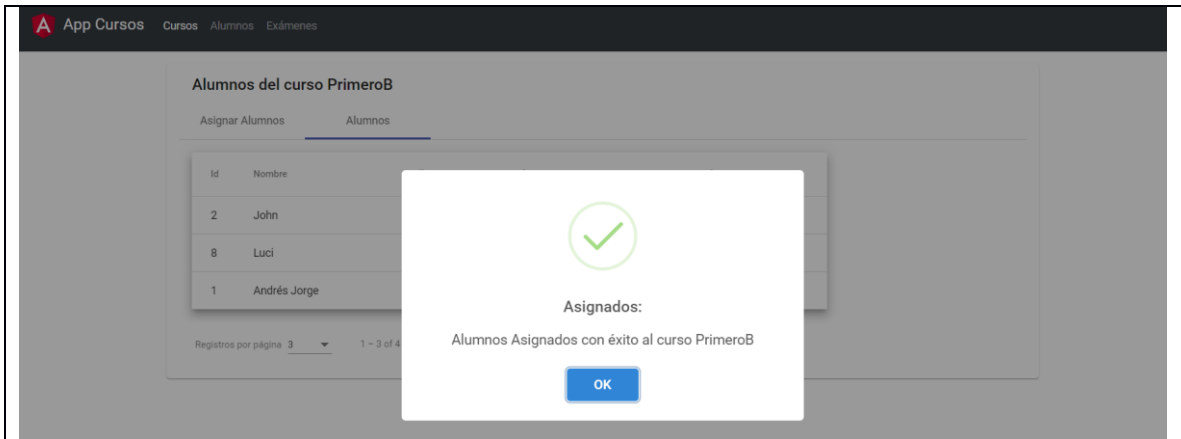 App Cursos Cursos Alumnos Exámenes
Alumnos del curso PrimeroB
Asignar Alumnos Alumnos
Id Nombre
2 John
8 Luci
1 Andrés Jorge
Asignados:
Alumnos Asignados con éxito al curso PrimeroB
OK
Registros por página 3 1 – 3 of 4